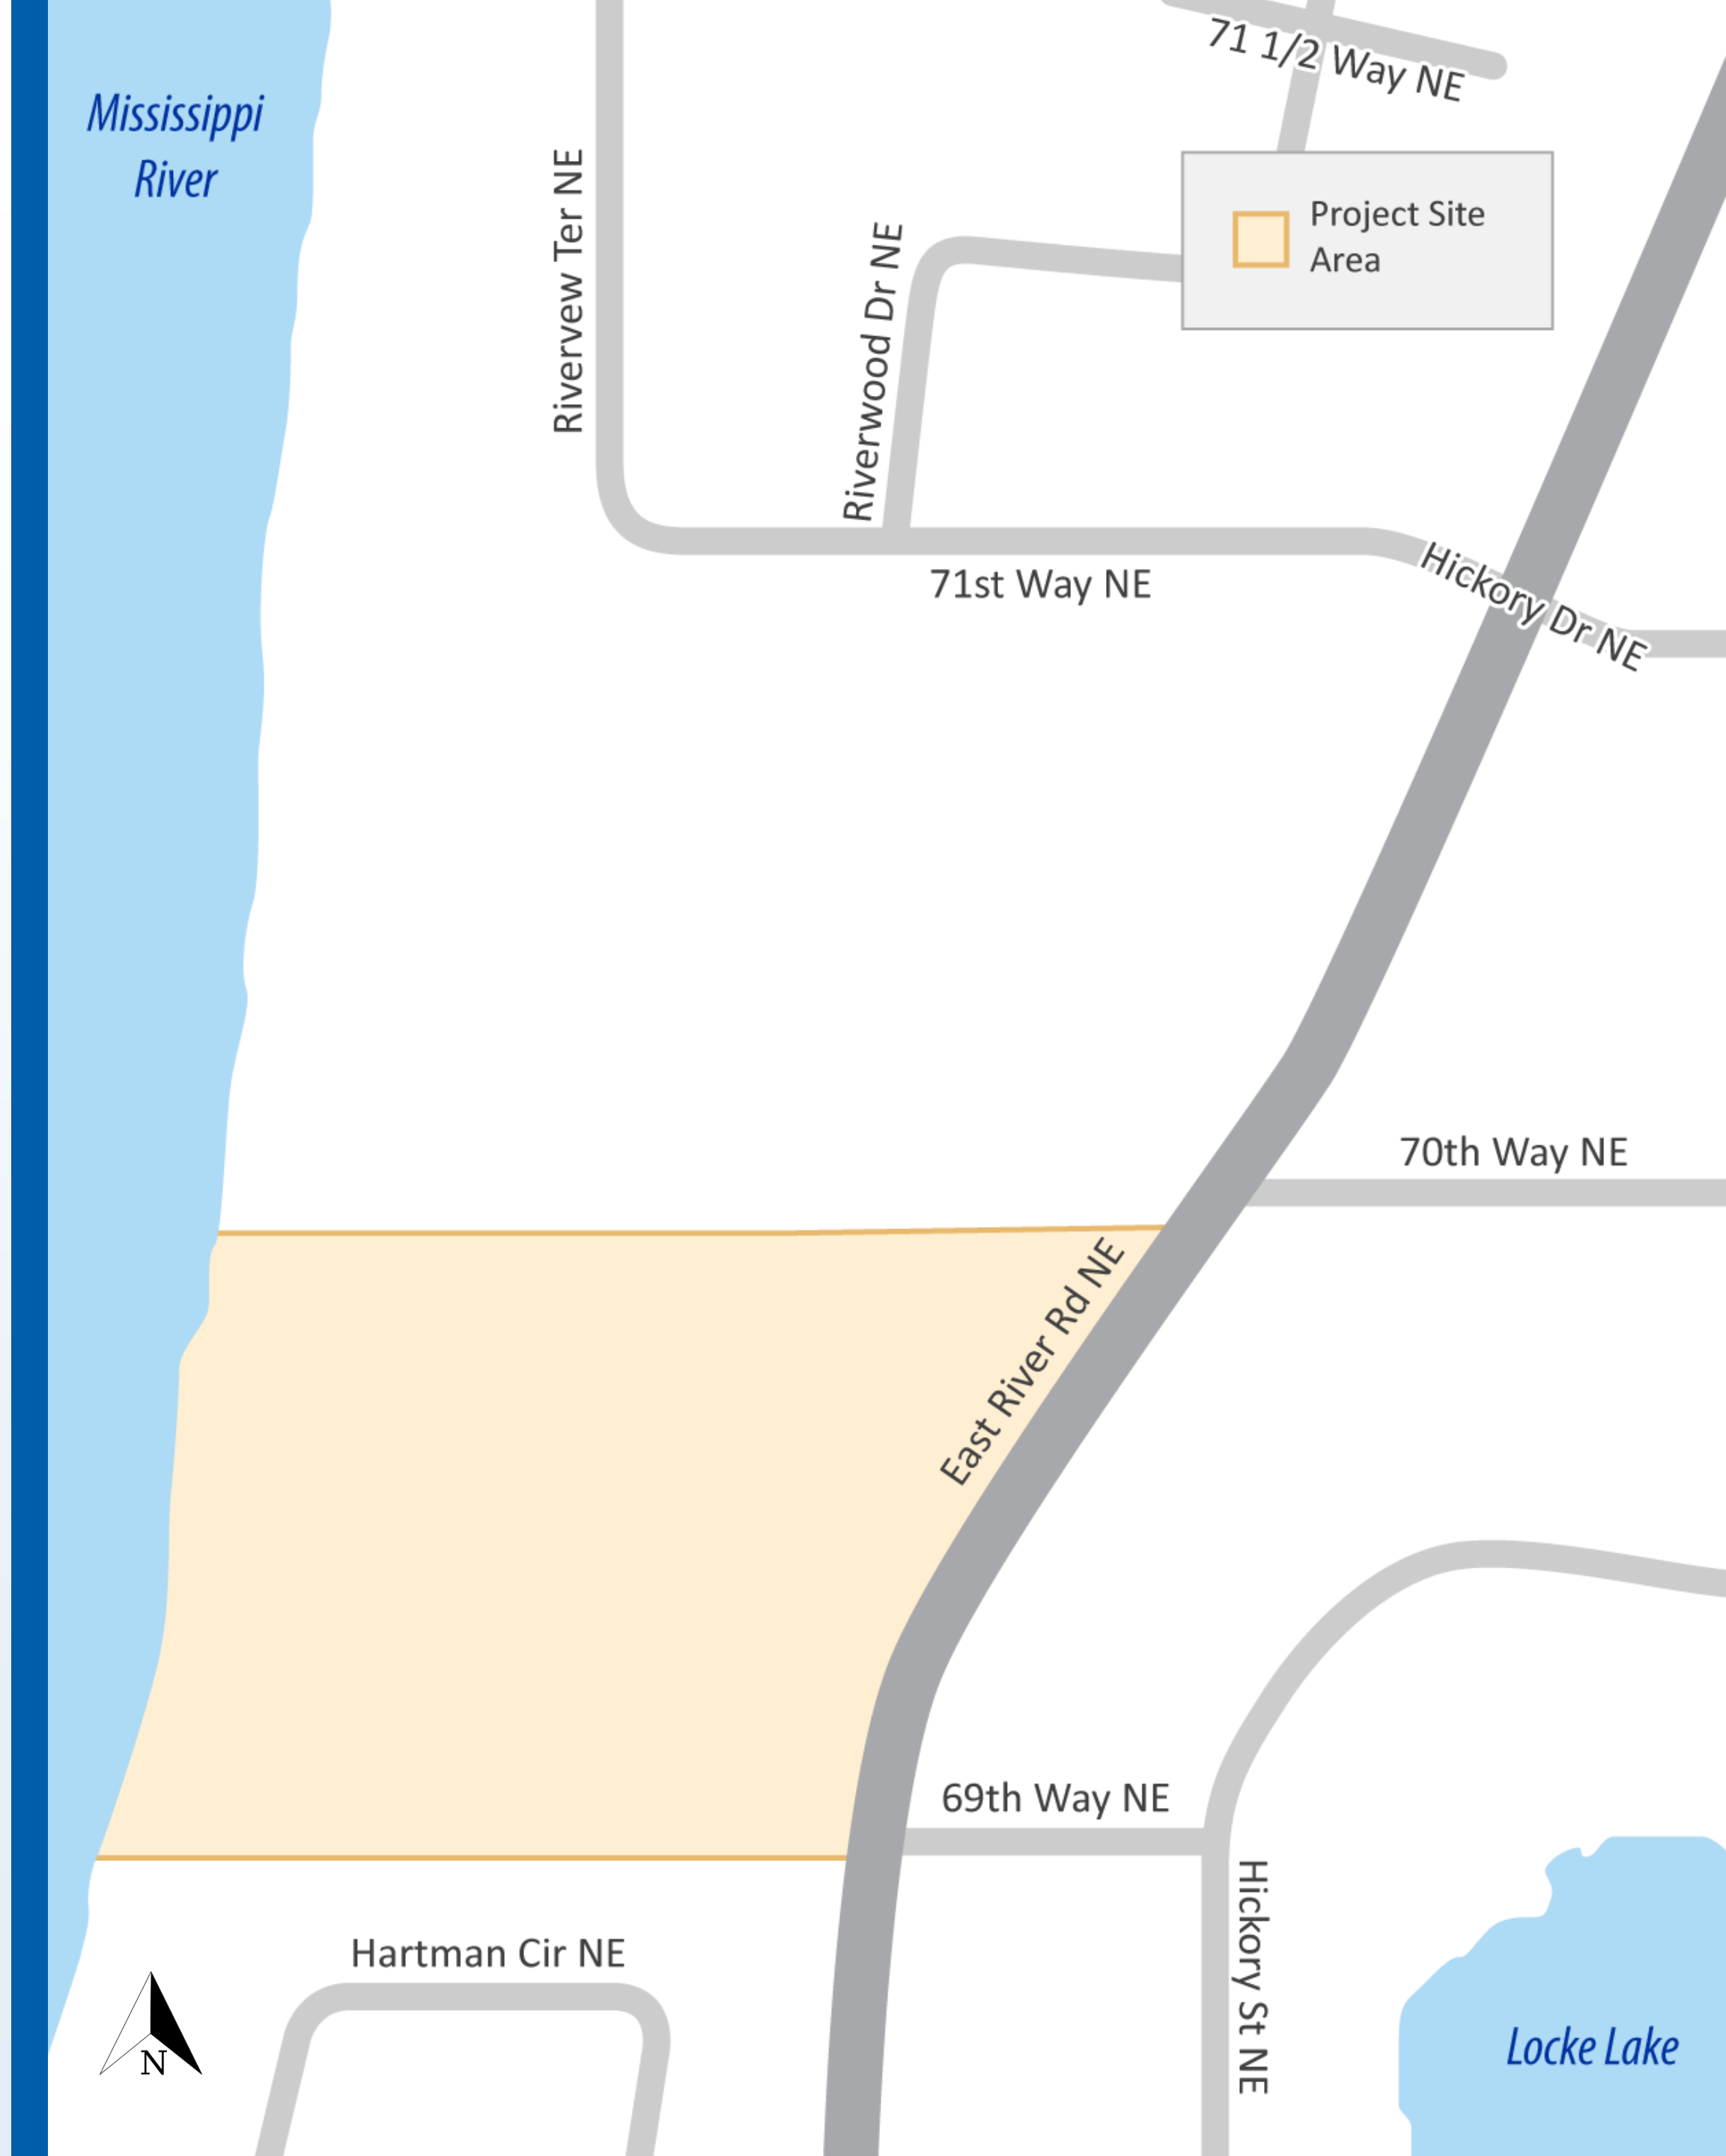 71 1/2 Way NE
Mississippi
River
Rivervew Ter NE
Riverwood Dr NE
Project Site
Area
71st Way NE
Hickory Dr NE
70th Way NE
East River Rd NE
69th Way NE
Hickory St NE
Hartman Cir NE
Locke Lake
N